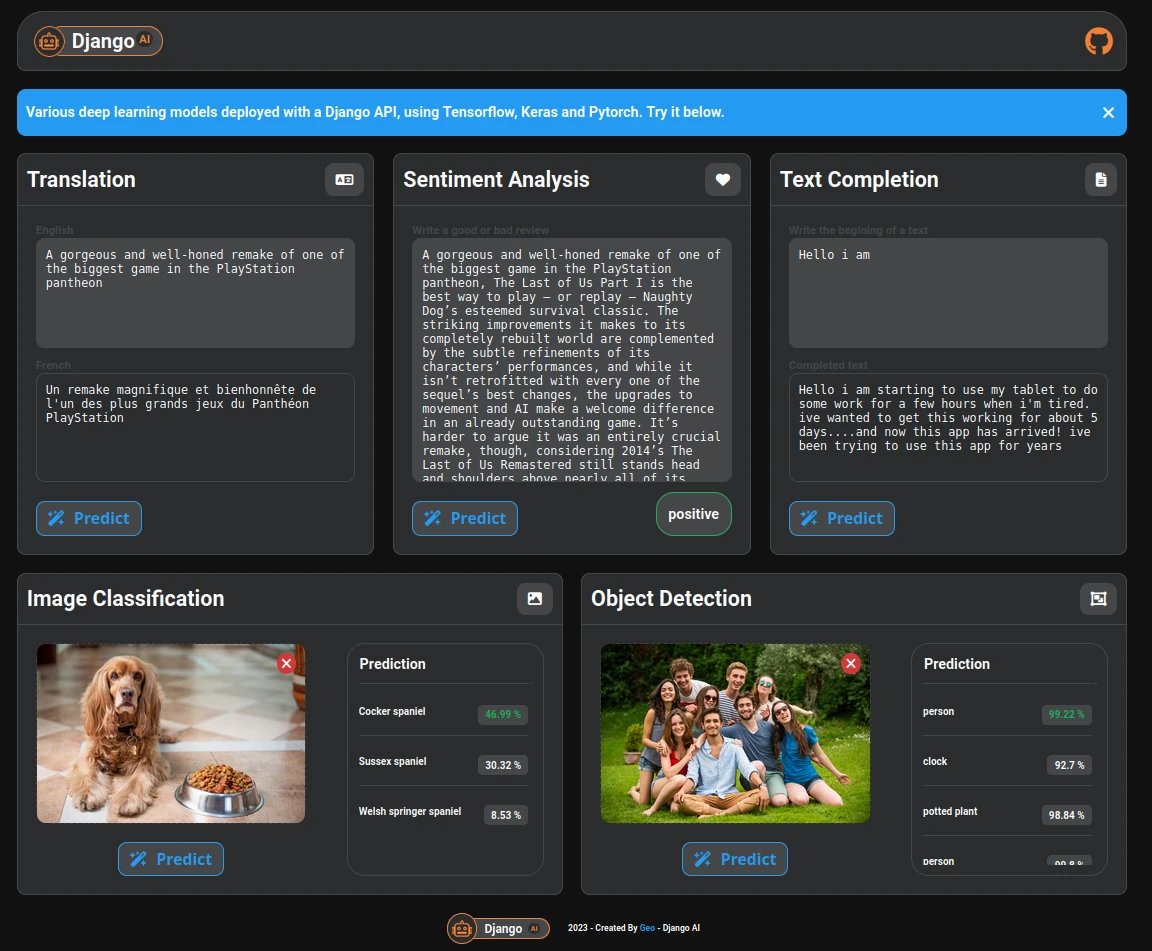 Django AI
Various deep learning models deployed with a Django API, using Tensorflow, Keras and Pytorch. Try it below.
Translation
English
A gorgeous and well-honed remake of one of
the biggest game in the PlayStation
pantheon
French
Un remake magnifique et bienhonnête de
l'un des plus grands jeux du Panthéon
PlayStation
Predict
Sentiment Analysis
Write a good or bad review
A gorgeous and well-honed remake of one of
the biggest game in the PlayStation
pantheon, The Last of Us Part I is the
best way to play – or replay – Naughty
Dog’s esteemed survival classic. The
striking improvements it makes to its
completely rebuilt world are complemented
by the subtle refinements of its
characters’ performances, and while it
isn’t retrofitted with every one of the
sequel’s best changes, the upgrades to
movement and AI make a welcome difference
in an already outstanding game. It’s
harder to argue it was an entirely crucial
remake, though, considering 2014’s The
Last of Us Remastered still stands head
and shoulders above nearly all of its
Predict
positive
Text Completion
Write the begining of a text
Hello i am
Completed text
Hello i am starting to use my tablet to do
some work for a few hours when i'm tired.
ive wanted to get this working for about 5
days....and now this app has arrived! ive
been trying to use this app for years
Predict
Image Classification
Prediction
Cocker spaniel 46.99 %
Sussex spaniel 30.32 %
Welsh springer spaniel 8.53 %
Predict
Object Detection
Prediction
person 99.22 %
clock 92.7 %
potted plant 98.84 %
person
Predict
Django AI
2023 - Created By Geo - Django AI